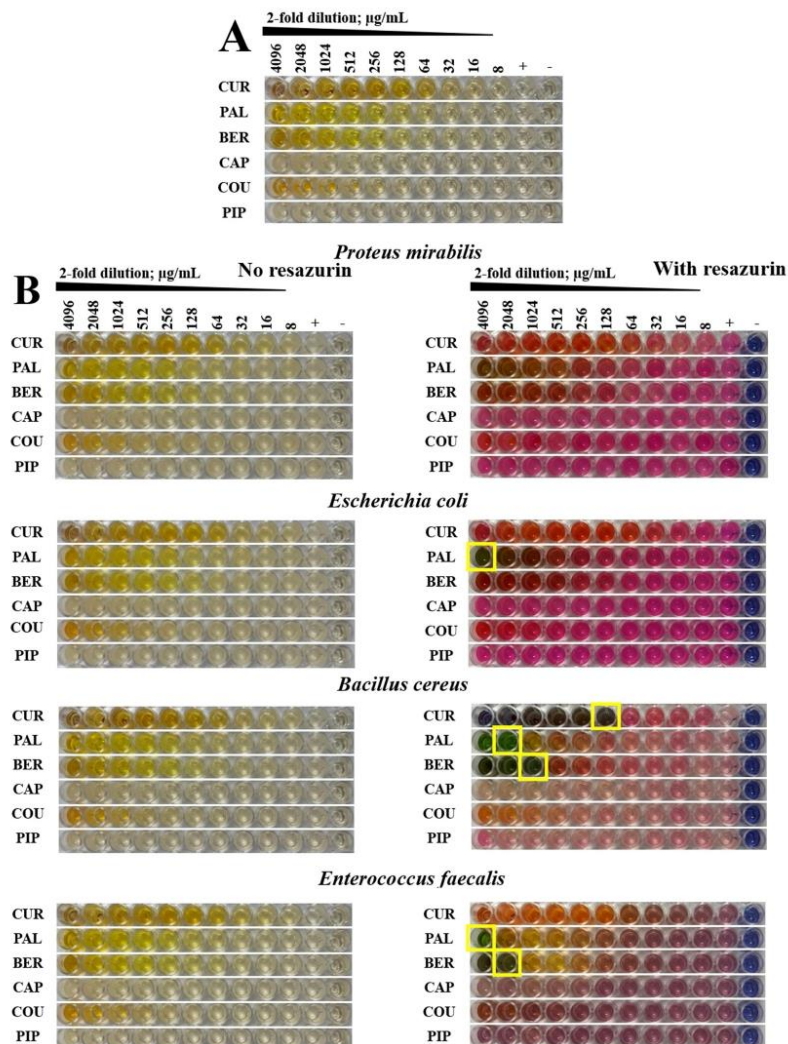 A
2-fold dilution; µg/mL
4096 2048 1024 512 256 128 64 32 16 8 + -
CUR
PAL
BER
CAP
COU
PIP
Proteus mirabilis
B
2-fold dilution; µg/mL No resazurin
4096 2048 1024 512 256 128 64 32 16 8 + -
CUR
PAL
BER
CAP
COU
PIP
2-fold dilution; µg/mL With resazurin
4096 2048 1024 512 256 128 64 32 16 8 + -
CUR
PAL
BER
CAP
COU
PIP
Escherichia coli
CUR
PAL
BER
CAP
COU
PIP
CUR
PAL
BER
CAP
COU
PIP
Bacillus cereus
CUR
PAL
BER
CAP
COU
PIP
CUR
PAL
BER
CAP
COU
PIP
Enterococcus faecalis
CUR
PAL
BER
CAP
COU
PIP
CUR
PAL
BER
CAP
COU
PIP